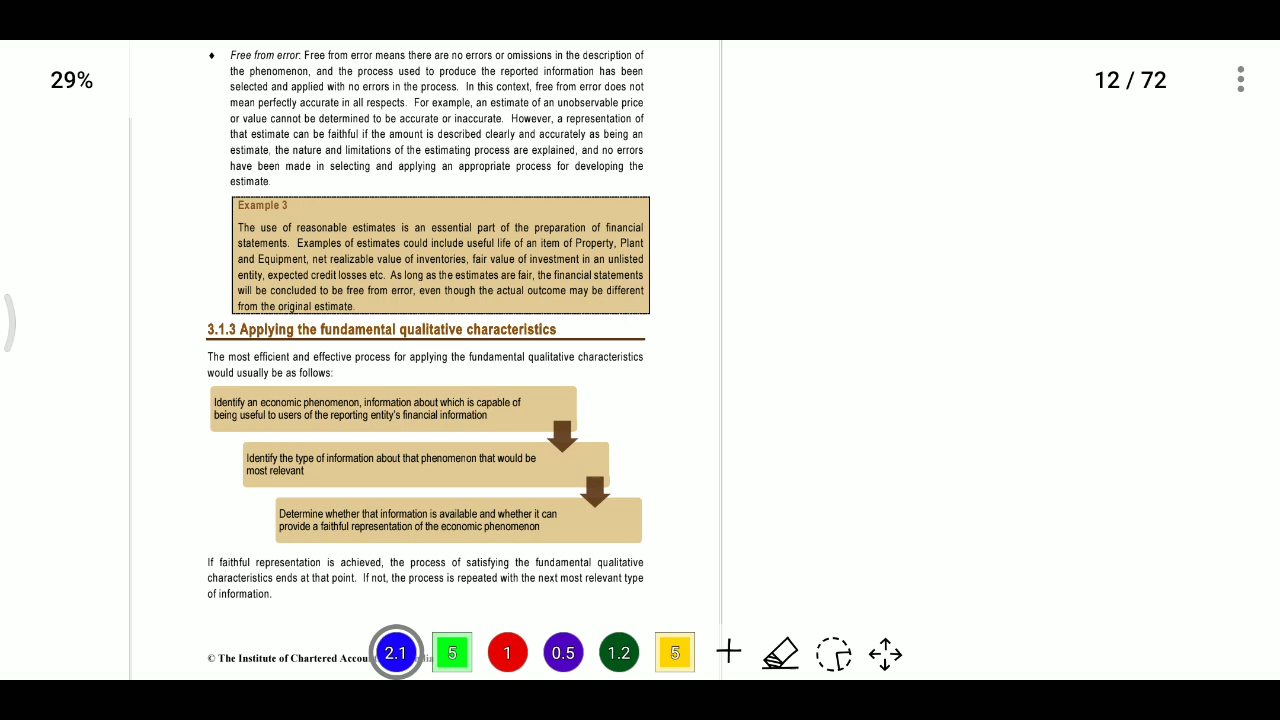 29%
12 / 72
♦ Free from error: Free from error means there are no errors or omissions in the description of
the phenomenon, and the process used to produce the reported information has been
selected and applied with no errors in the process. In this context, free from error does not
mean perfectly accurate in all respects. For example, an estimate of an unobservable price
or value cannot be determined to be accurate or inaccurate. However, a representation of
that estimate can be faithful if the amount is described clearly and accurately as being an
estimate, the nature and limitations of the estimating process are explained, and no errors
have been made in selecting and applying an appropriate process for developing the
estimate.
Example 3
The use of reasonable estimates is an essential part of the preparation of financial
statements. Examples of estimates could include useful life of an item of Property, Plant
and Equipment, net realizable value of inventories, fair value of investment in an unlisted
entity, expected credit losses etc. As long as the estimates are fair, the financial statements
will be concluded to be free from error, even though the actual outcome may be different
from the original estimate.
3.1.3 Applying the fundamental qualitative characteristics
The most efficient and effective process for applying the fundamental qualitative characteristics
would usually be as follows:
Identify an economic phenomenon, information about which is capable of
being useful to users of the reporting entity's financial information
Identify the type of information about that phenomenon that would be
most relevant
Determine whether that information is available and whether it can
provide a faithful representation of the economic phenomenon
If faithful representation is achieved, the process of satisfying the fundamental qualitative
characteristics ends at that point. If not, the process is repeated with the next most relevant type
of information.
© The Institute of Chartered
2.1 5 1 0.5 1.2 5